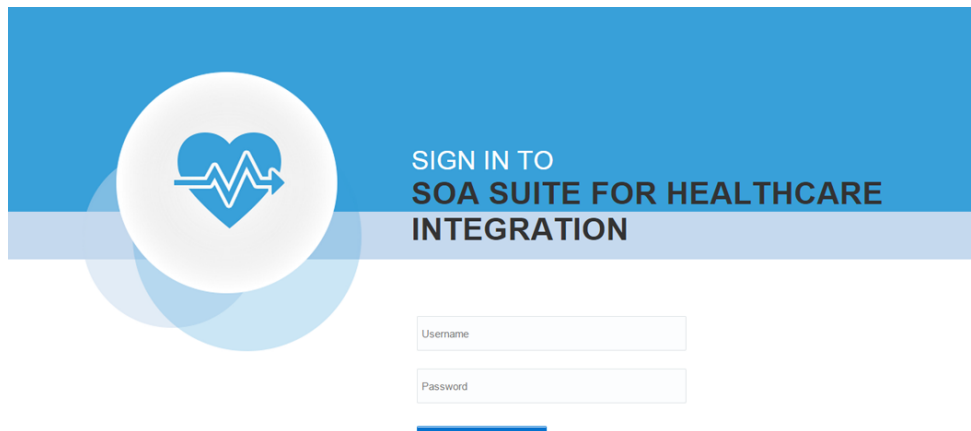 SIGN IN TO
SOA SUITE FOR HEALTHCARE
INTEGRATION
Username
Password